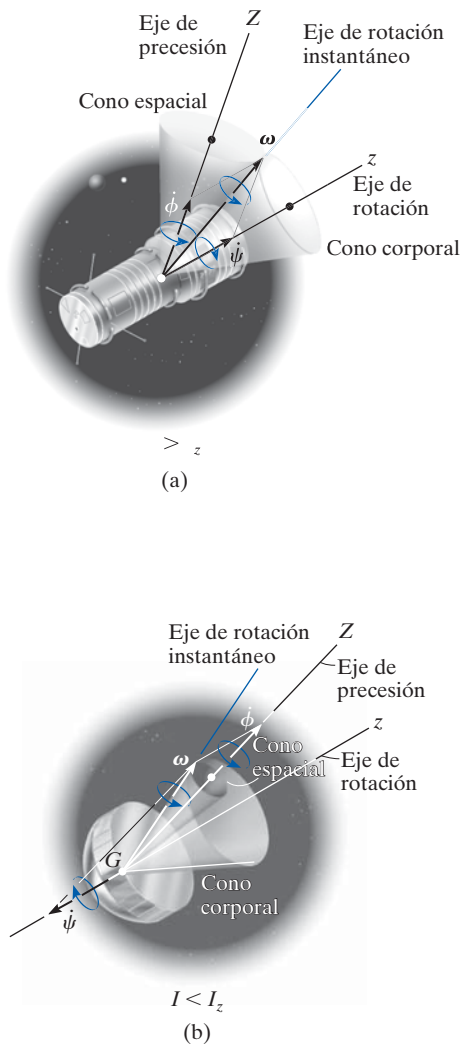 Eje de
precesión
Z
Eje de rotación
instantáneo
Cono espacial
ω
z
Eje de
rotación
ϕ̇
ψ̇
Cono corporal
> z
(a)
Eje de rotación
instantáneo
Z
Eje de
precesión
z
ϕ̇
ω
Cono
espacial
Eje de
rotación
G
Cono
corporal
ψ̇
I < Iz
(b)